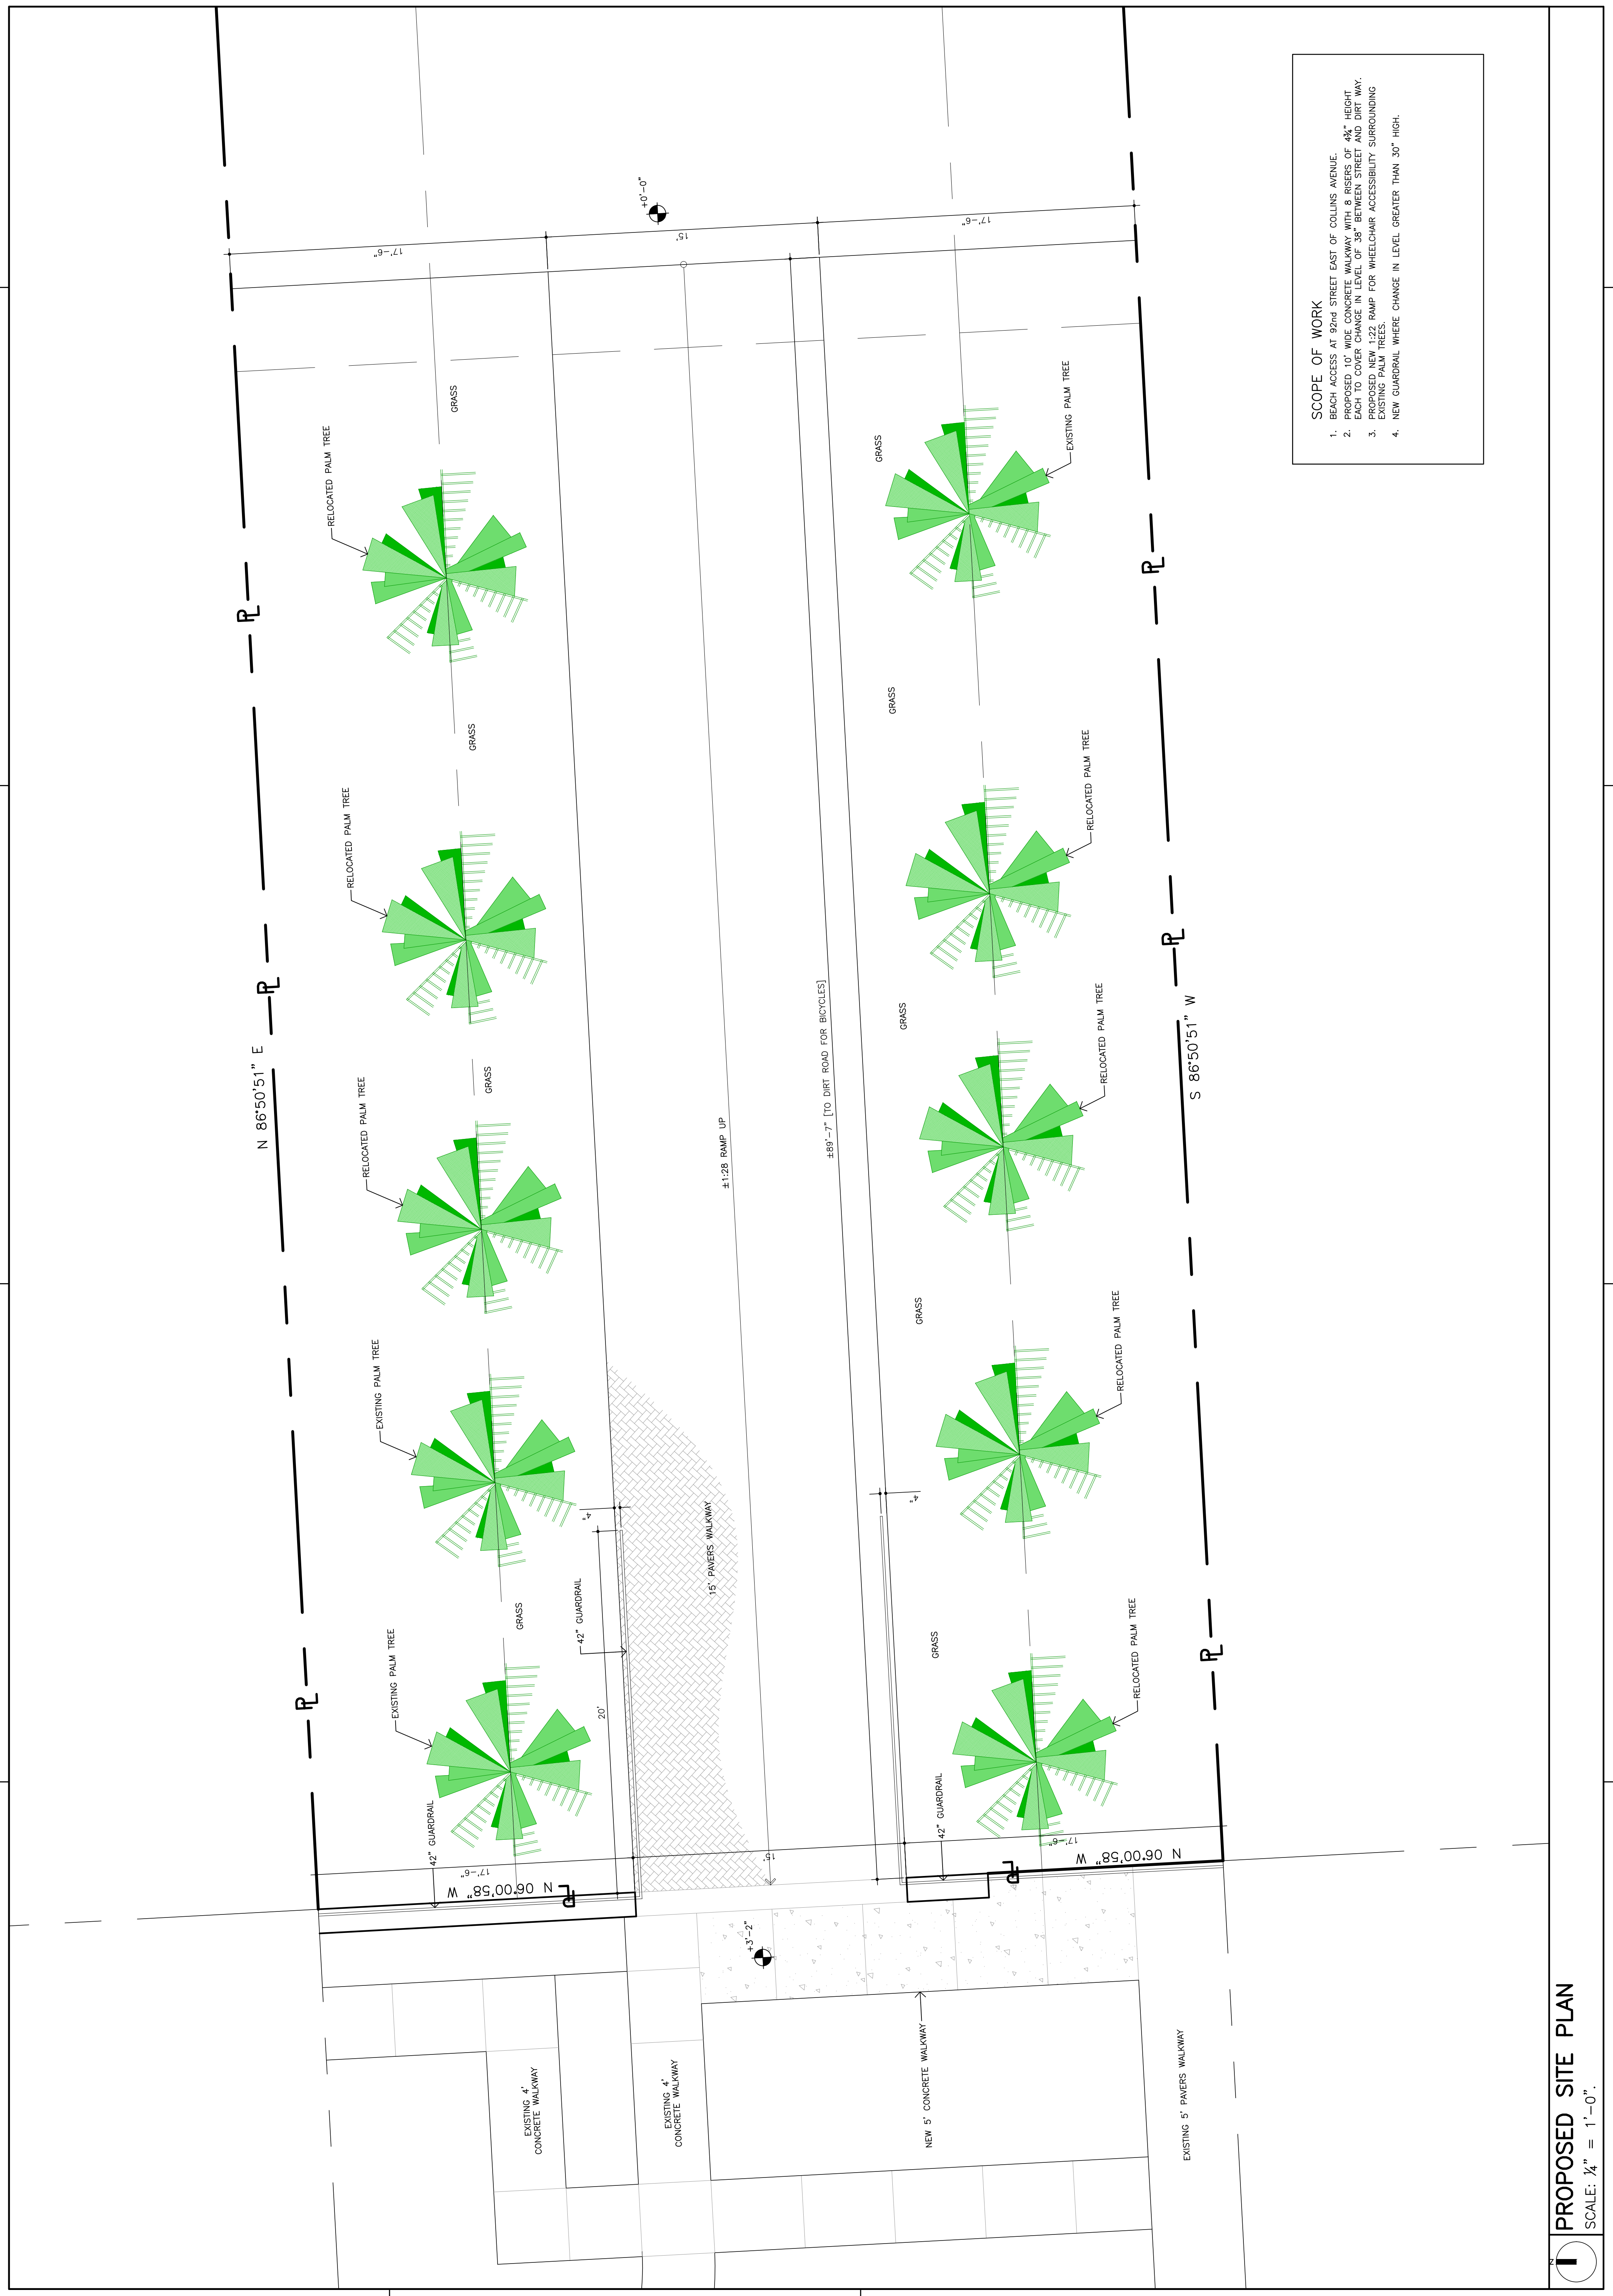 SCOPE OF WORK
1. BEACH ACCESS AT 92nd STREET EAST OF COLLINS AVENUE.
2. PROPOSED 10' WIDE CONCRETE WALKWAY WITH 8 RISERS OF 4¾" HEIGHT
EACH TO COVER CHANGE IN LEVEL OF 38" BETWEEN STREET AND DIRT WAY.
3. PROPOSED NEW 1:22 RAMP FOR WHEELCHAIR ACCESSIBILITY SURROUNDING
EXISTING PALM TREES.
4. NEW GUARDRAIL WHERE CHANGE IN LEVEL GREATER THAN 30" HIGH.
N 86°50'51" E
PL
PL
PL
EXISTING PALM TREE
EXISTING PALM TREE
RELOCATED PALM TREE
RELOCATED PALM TREE
RELOCATED PALM TREE
GRASS
GRASS
GRASS
GRASS
42" GUARDRAIL
42" GUARDRAIL
20'
4"
17'-6"
N 06°00'58" W
PL
17'-6"
15'
+0'-0"
17'-6"
15' PAVERS WALKWAY
±1:28 RAMP UP
±89'-7" [TO DIRT ROAD FOR BICYCLES]
15'
+3'-2"
4"
42" GUARDRAIL
GRASS
GRASS
GRASS
GRASS
GRASS
RELOCATED PALM TREE
RELOCATED PALM TREE
RELOCATED PALM TREE
RELOCATED PALM TREE
EXISTING PALM TREE
17'-6"
N 06°00'58" W
PL
PL
PL
PL
S 86°50'51" W
EXISTING 4'
CONCRETE WALKWAY
EXISTING 4'
CONCRETE WALKWAY
NEW 5' CONCRETE WALKWAY
EXISTING 5' PAVERS WALKWAY
N
PROPOSED SITE PLAN
SCALE: ¼" = 1'-0".